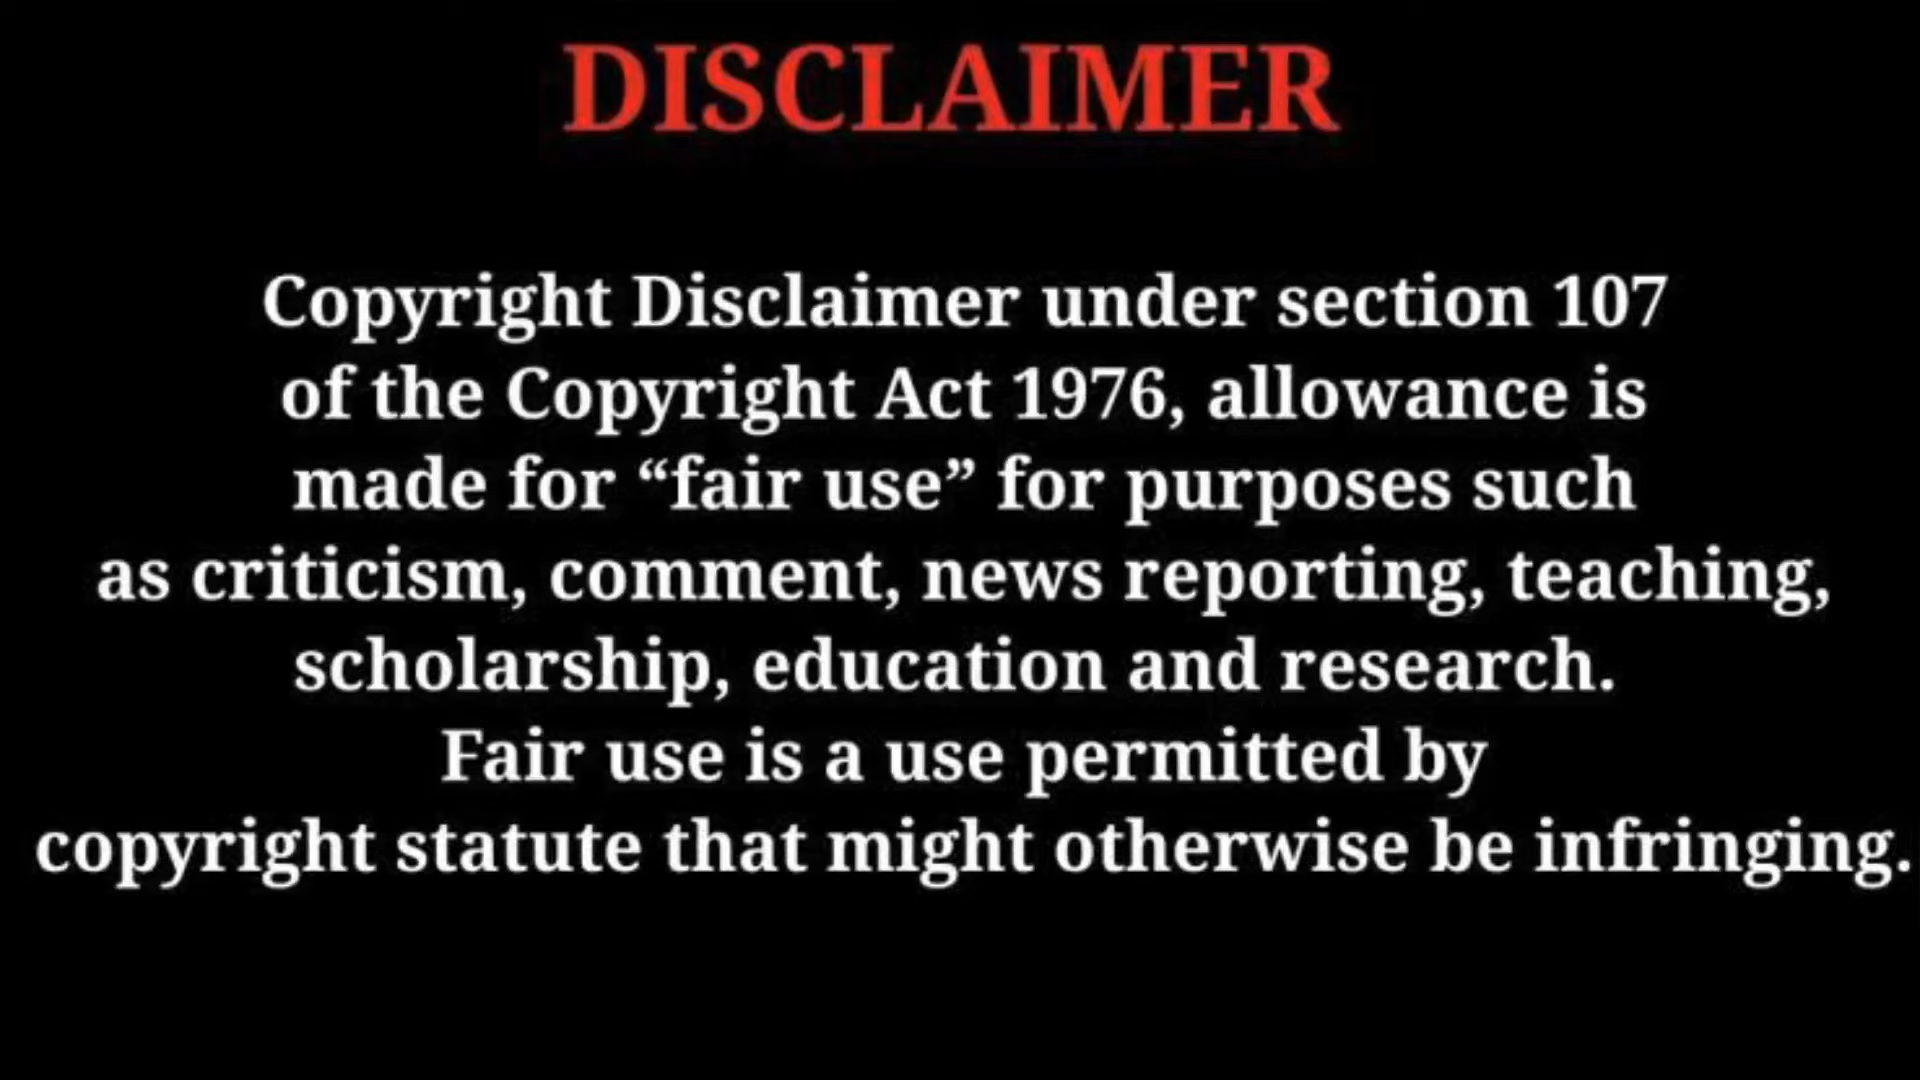 DISCLAIMER
Copyright Disclaimer under section 107
of the Copyright Act 1976, allowance is
made for “fair use” for purposes such
as criticism, comment, news reporting, teaching,
scholarship, education and research.
Fair use is a use permitted by
copyright statute that might otherwise be infringing.